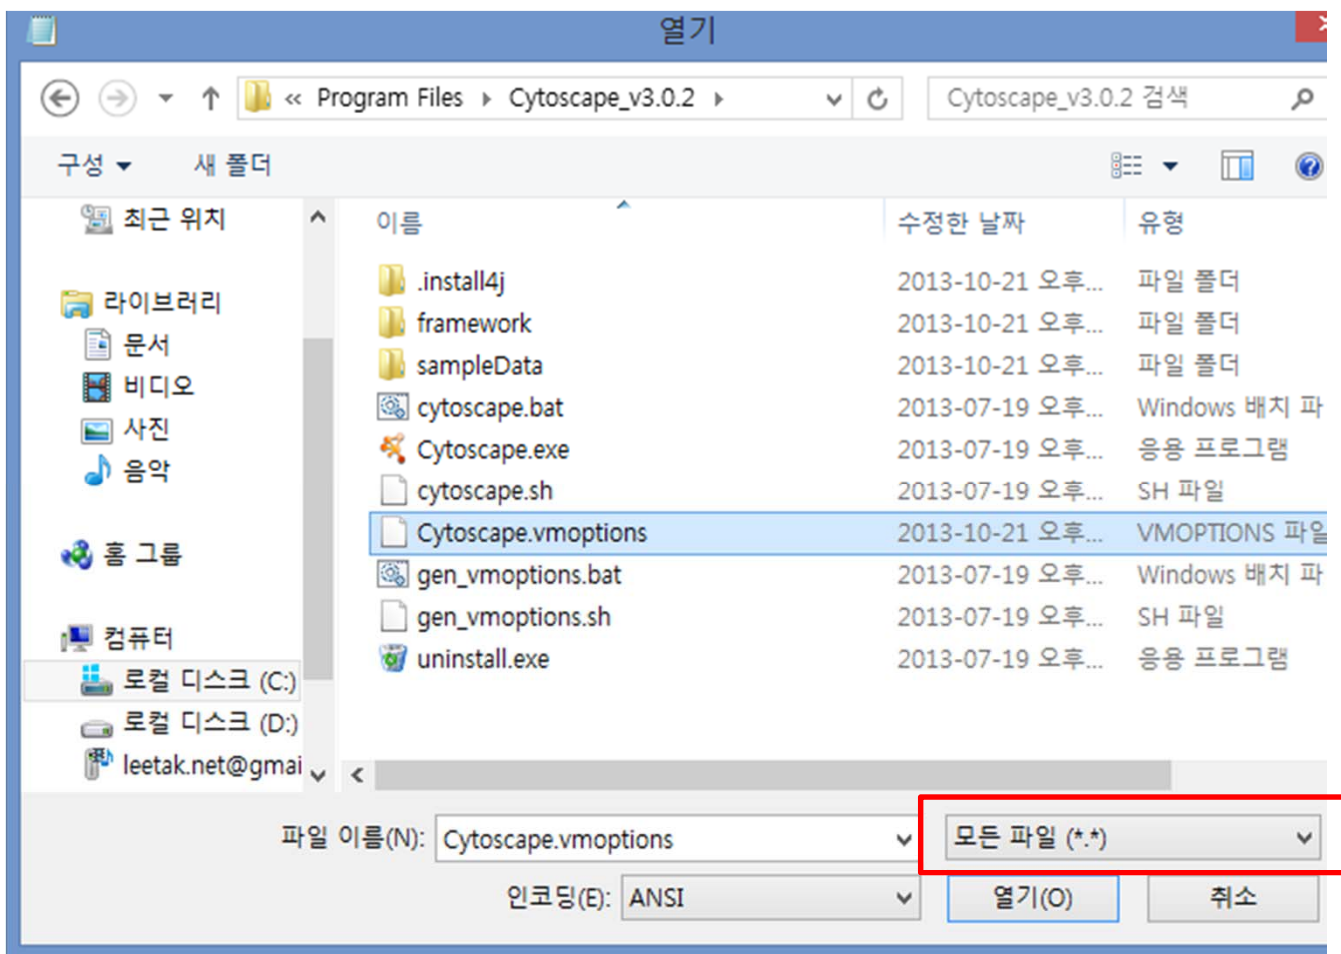 열기
« Program Files Cytoscape_v3.0.2
Cytoscape_v3.0.2 검색
구성 새 폴더
최근 위치
라이브러리
문서
비디오
사진
음악
홈 그룹
컴퓨터
로컬 디스크 (C:)
로컬 디스크 (D:)
leetak.net@gmai
이름 수정한 날짜 유형
.install4j 2013-10-21 오후... 파일 폴더
framework 2013-10-21 오후... 파일 폴더
sampleData 2013-10-21 오후... 파일 폴더
cytoscape.bat 2013-07-19 오후... Windows 배치 파
Cytoscape.exe 2013-07-19 오후... 응용 프로그램
cytoscape.sh 2013-07-19 오후... SH 파일
Cytoscape.vmoptions 2013-10-21 오후... VMOPTIONS 파일
gen_vmoptions.bat 2013-07-19 오후... Windows 배치 파
gen_vmoptions.sh 2013-07-19 오후... SH 파일
uninstall.exe 2013-07-19 오후... 응용 프로그램
파일 이름(N): Cytoscape.vmoptions 모든 파일 (*.*)
인코딩(E): ANSI 열기(O) 취소